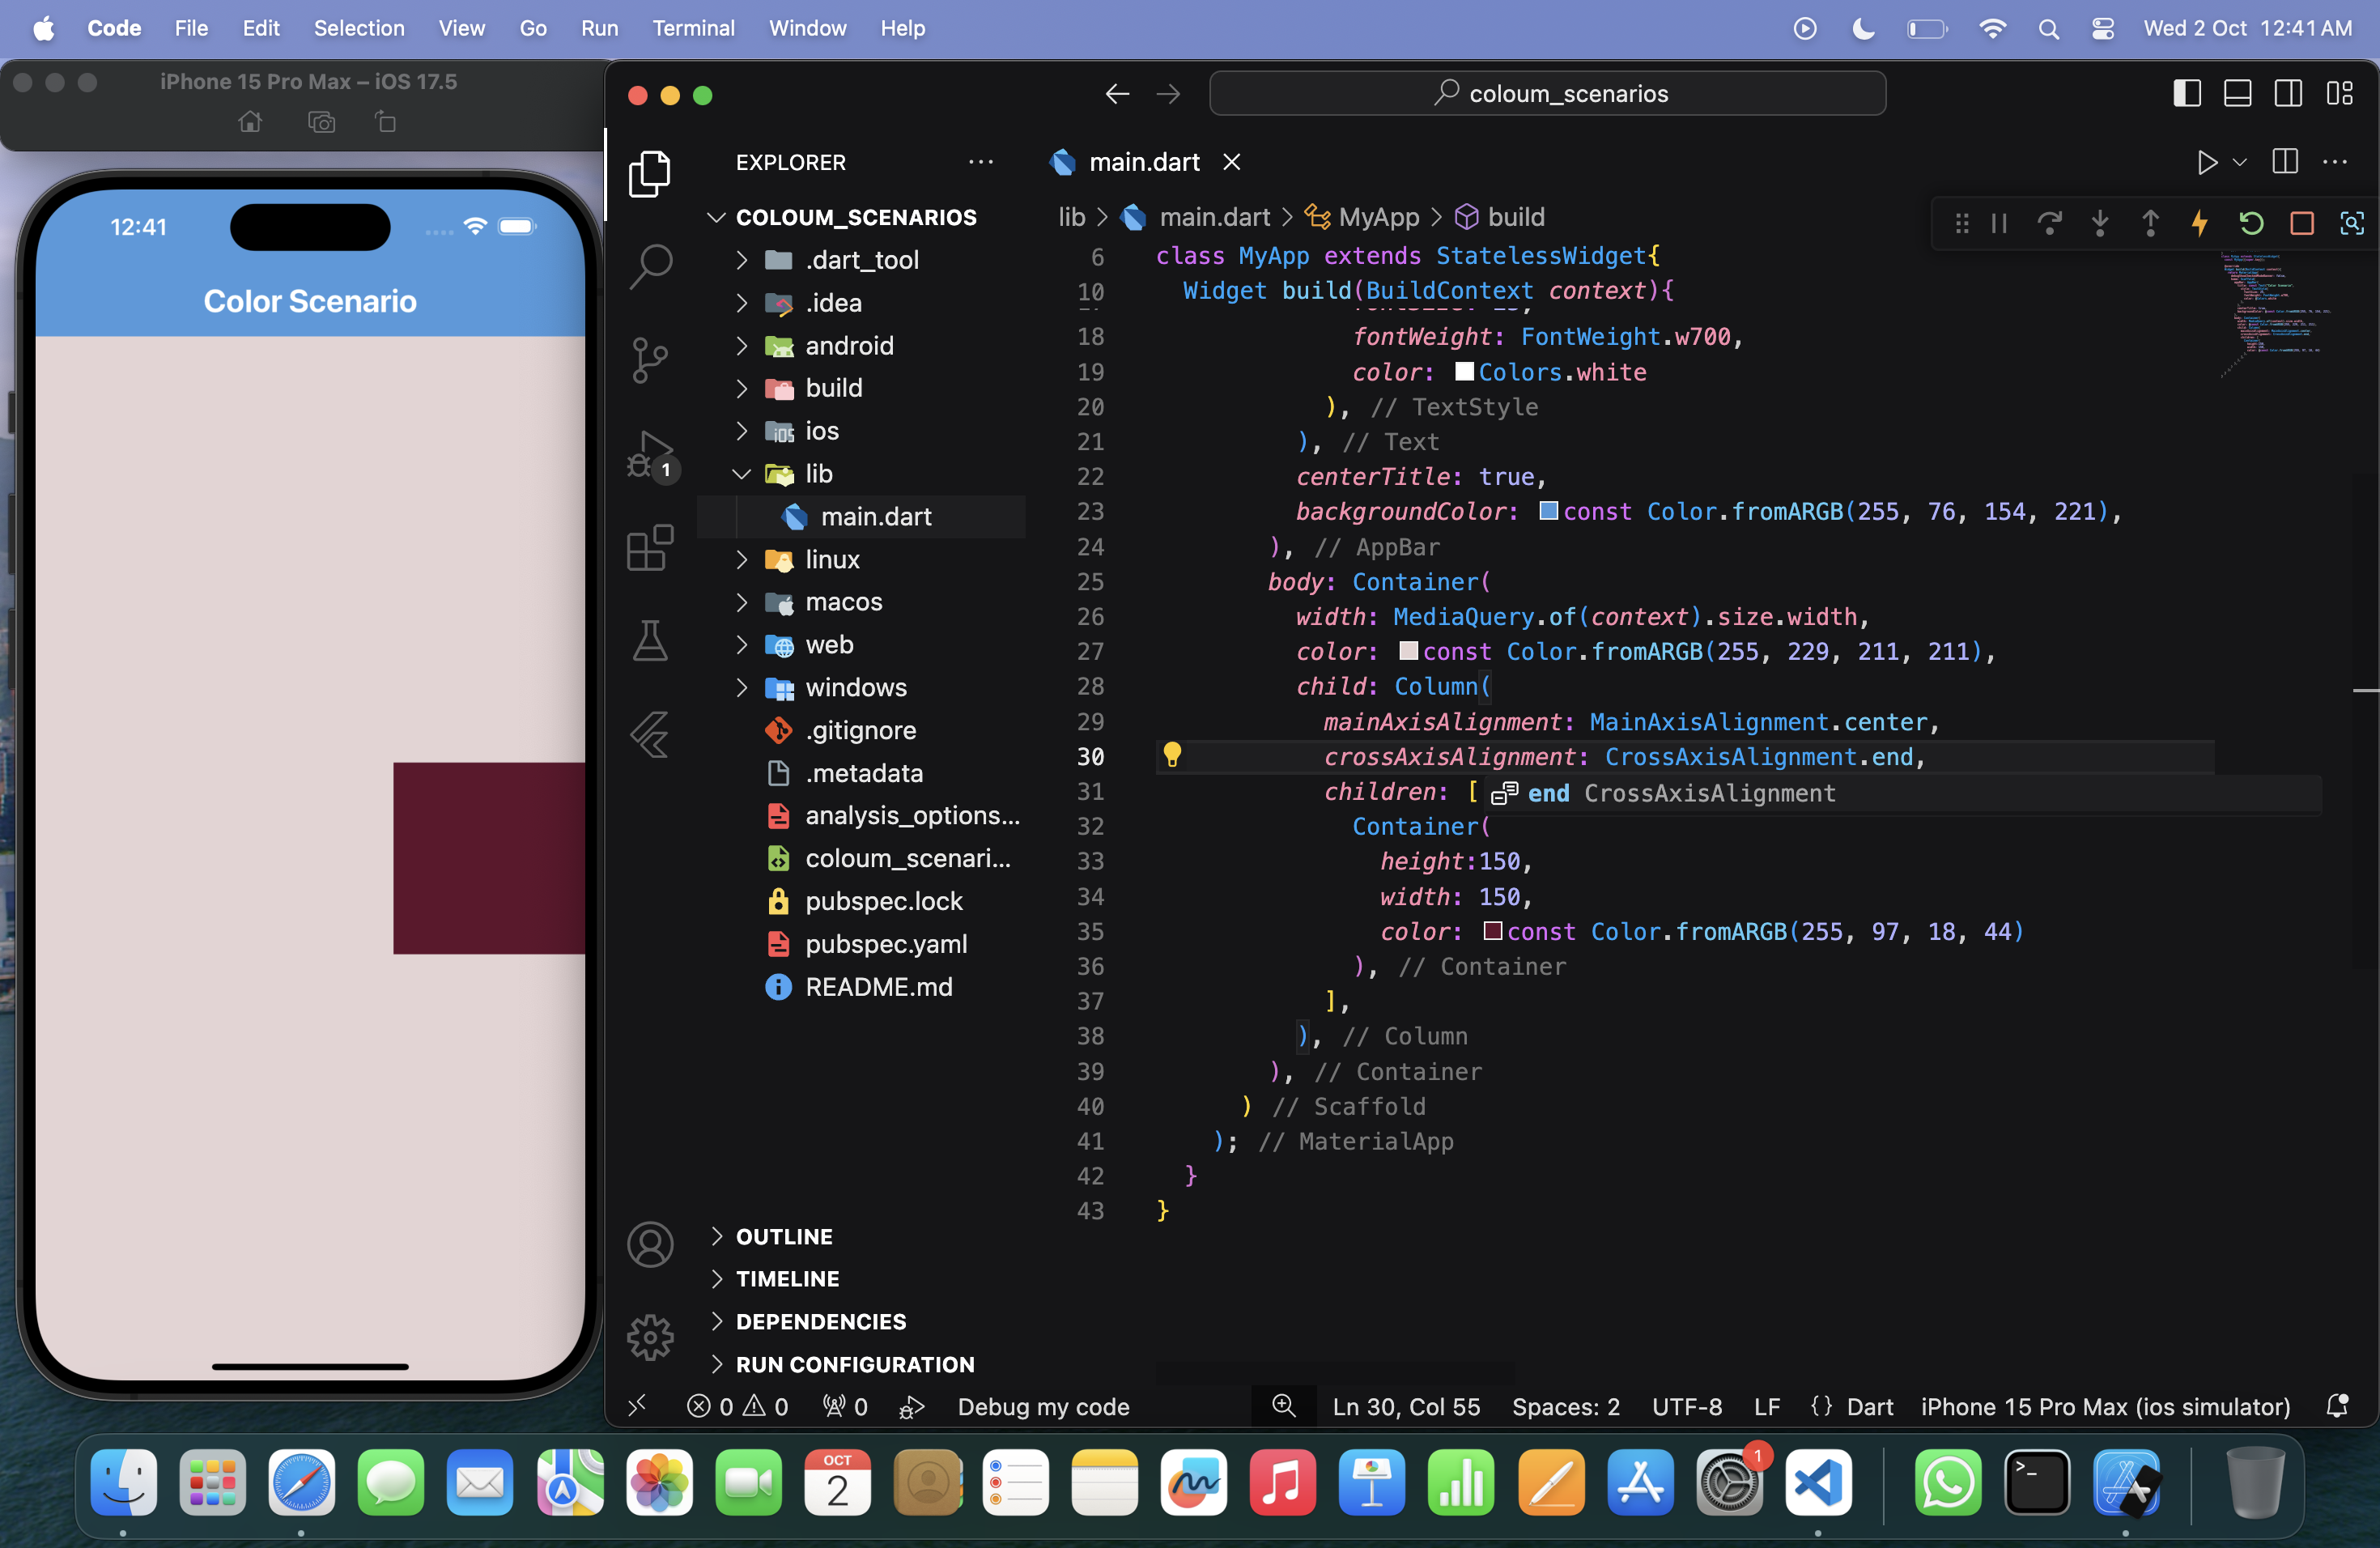 Code File Edit Selection View Go Run Terminal Window Help Wed 2 Oct 12:41 AM
iPhone 15 Pro Max – iOS 17.5
12:41
Color Scenario
coloum_scenarios
EXPLORER
COLOUM_SCENARIOS
.dart_tool
.idea
android
build
ios
lib
main.dart
linux
macos
web
windows
.gitignore
.metadata
analysis_options...
coloum_scenari...
pubspec.lock
pubspec.yaml
README.md
OUTLINE
TIMELINE
DEPENDENCIES
RUN CONFIGURATION
1
main.dart
lib > main.dart > MyApp > build
6 class MyApp extends StatelessWidget{
10 Widget build(BuildContext context){
18 fontWeight: FontWeight.w700,
19 color: Colors.white
20 ), // TextStyle
21 ), // Text
22 centerTitle: true,
23 backgroundColor: const Color.fromARGB(255, 76, 154, 221),
24 ), // AppBar
25 body: Container(
26 width: MediaQuery.of(context).size.width,
27 color: const Color.fromARGB(255, 229, 211, 211),
28 child: Column(
29 mainAxisAlignment: MainAxisAlignment.center,
30 crossAxisAlignment: CrossAxisAlignment.end,
31 children: [ end CrossAxisAlignment
32 Container(
33 height:150,
34 width: 150,
35 color: const Color.fromARGB(255, 97, 18, 44)
36 ), // Container
37 ],
38 ), // Column
39 ), // Container
40 ) // Scaffold
41 ); // MaterialApp
42 }
43 }
0 0 0 Debug my code Ln 30, Col 55 Spaces: 2 UTF-8 LF {} Dart iPhone 15 Pro Max (ios simulator)
OCT
2
1
>_